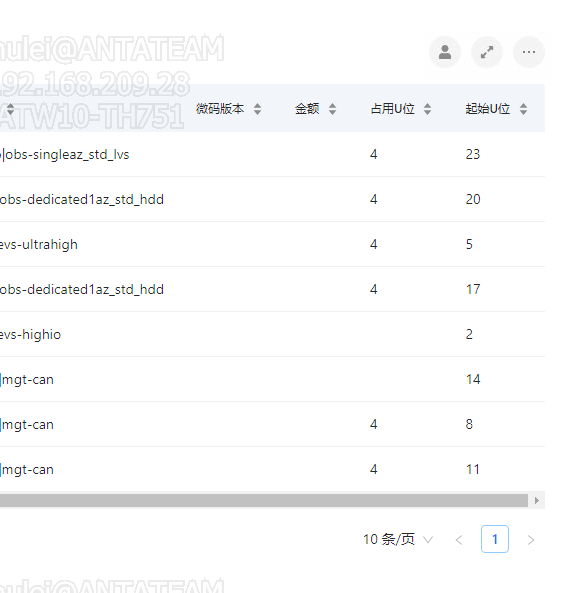 hulei@ANTATEAM
192.168.209.28
ATW10-TH751
微码版本 金额 占用U位 起始U位
|obs-singleaz_std_lvs 4 23
obs-dedicated1az_std_hdd 4 20
evs-ultrahigh 4 5
obs-dedicated1az_std_hdd 4 17
evs-highio 2
|mgt-can 14
|mgt-can 4 8
|mgt-can 4 11
10 条/页 1
hulei@ANTATEAM